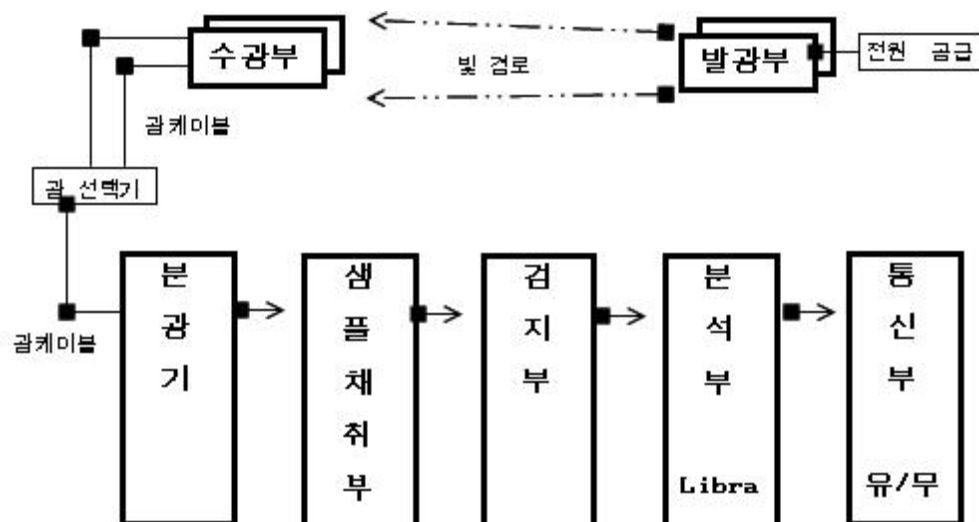 수광부
발광부
전원 공급
빛 경로
광케이블
광 선택기
광케이블
분광기
샘플채취부
검지부
분석부
Libra
통신부
유/무